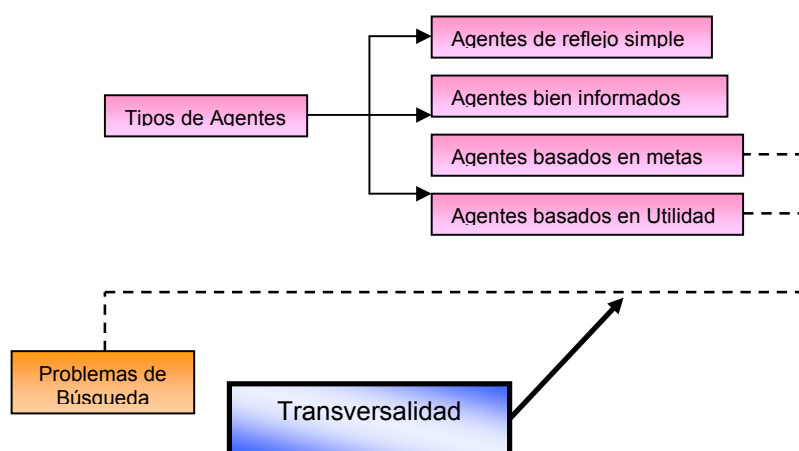 Agentes de reflejo simple
Agentes bien informados
Tipos de Agentes
Agentes basados en metas
Agentes basados en Utilidad
Problemas de
Búsqueda
Transversalidad